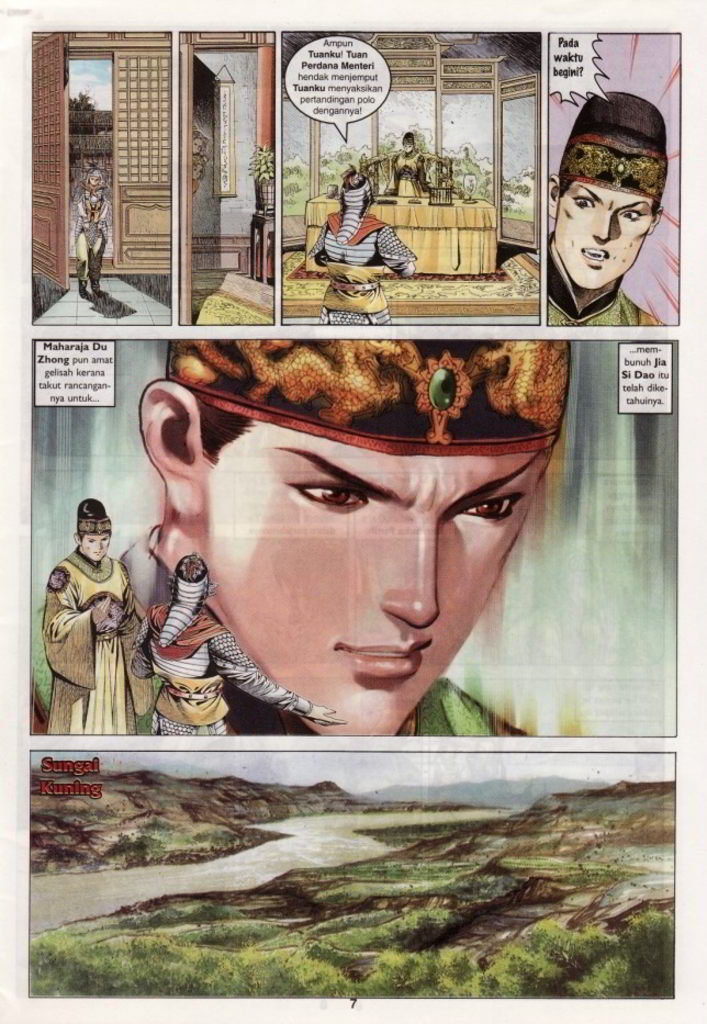 Ampun
Tuanku! Tuan
Perdana Menteri
hendak menjemput
Tuanku menyaksikan
pertandingan polo
dengannya!
Pada
waktu
begini?
Maharaja Du
Zhong pun amat
gelisah kerana
takut rancangan-
nya untuk...
...mem-
bunuh Jia
Si Dao itu
telah dike-
tahuinya.
Sungai
Kuning
7